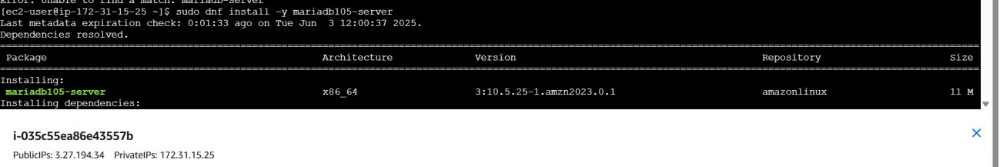 Error: Unable to find a match: mariadb-server
[ec2-user@ip-172-31-15-25 ~]$ sudo dnf install -y mariadb105-server
Last metadata expiration check: 0:01:33 ago on Tue Jun  3 12:00:37 2025.
Dependencies resolved.
Package Architecture Version Repository Size
Installing:
mariadb105-server x86_64 3:10.5.25-1.amzn2023.0.1 amazonlinux 11 M
Installing dependencies:
i-035c55ea86e43557b
PublicIPs: 3.27.194.34 PrivateIPs: 172.31.15.25